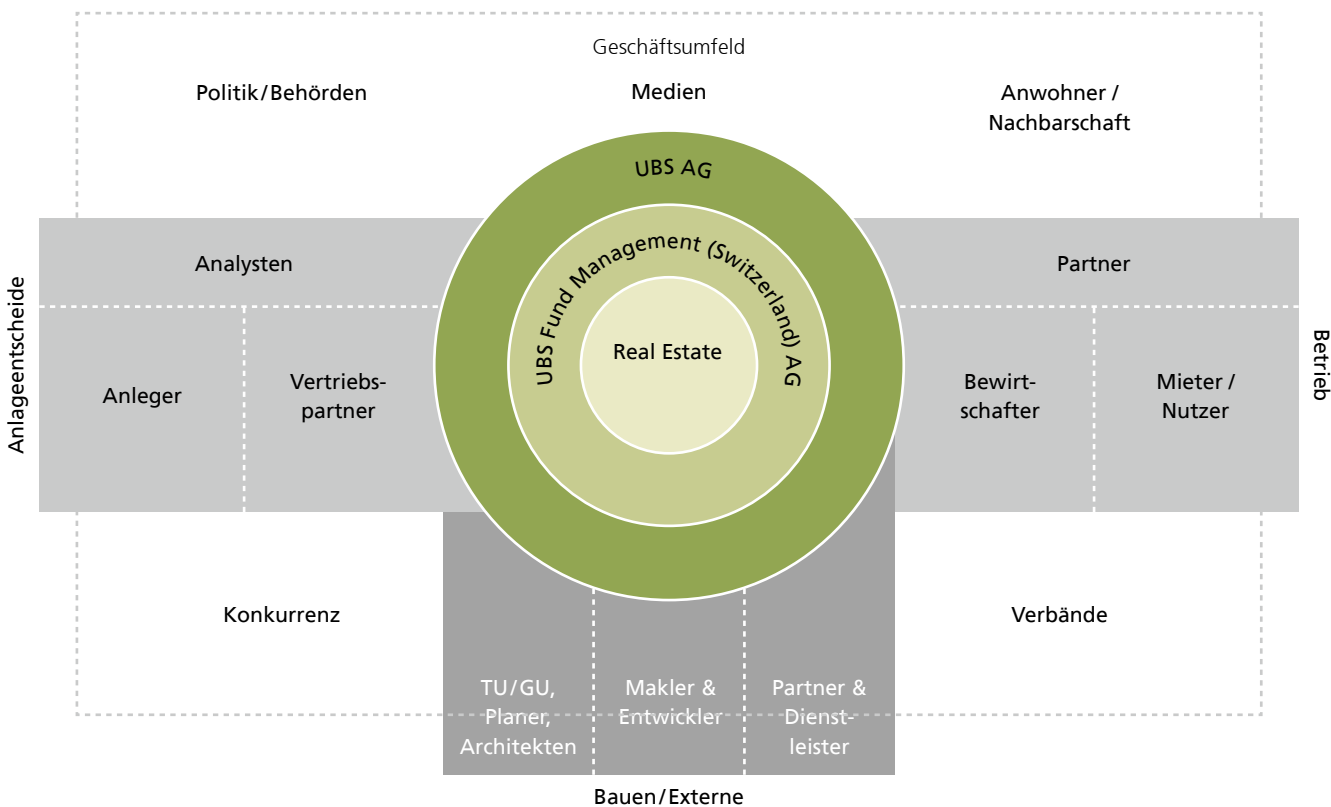 Geschäftsumfeld
Politik/Behörden
Medien
Anwohner /
Nachbarschaft
UBS AG
UBS Fund Management (Switzerland) AG
Real Estate
Anlageentscheide
Analysten
Anleger
Vertriebs-
partner
Partner
Bewirt-
schafter
Mieter /
Nutzer
Betrieb
Konkurrenz
Verbände
TU/GU,
Planer,
Architekten
Makler &
Entwickler
Partner &
Dienst-
leister
Bauen/Externe